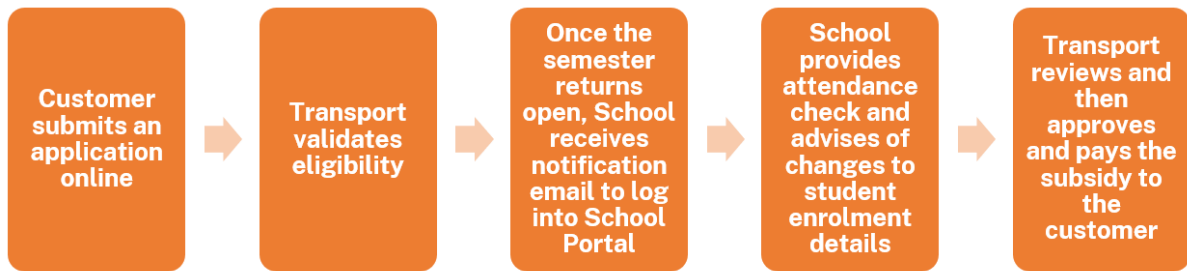 Customer
submits an
application
online
Transport
validates
eligibility
Once the
semester
returns
open, School
receives
notification
email to log
into School
Portal
School
provides
attendance
check and
advises of
changes to
student
enrolment
details
Transport
reviews and
then
approves
and pays the
subsidy to
the
customer